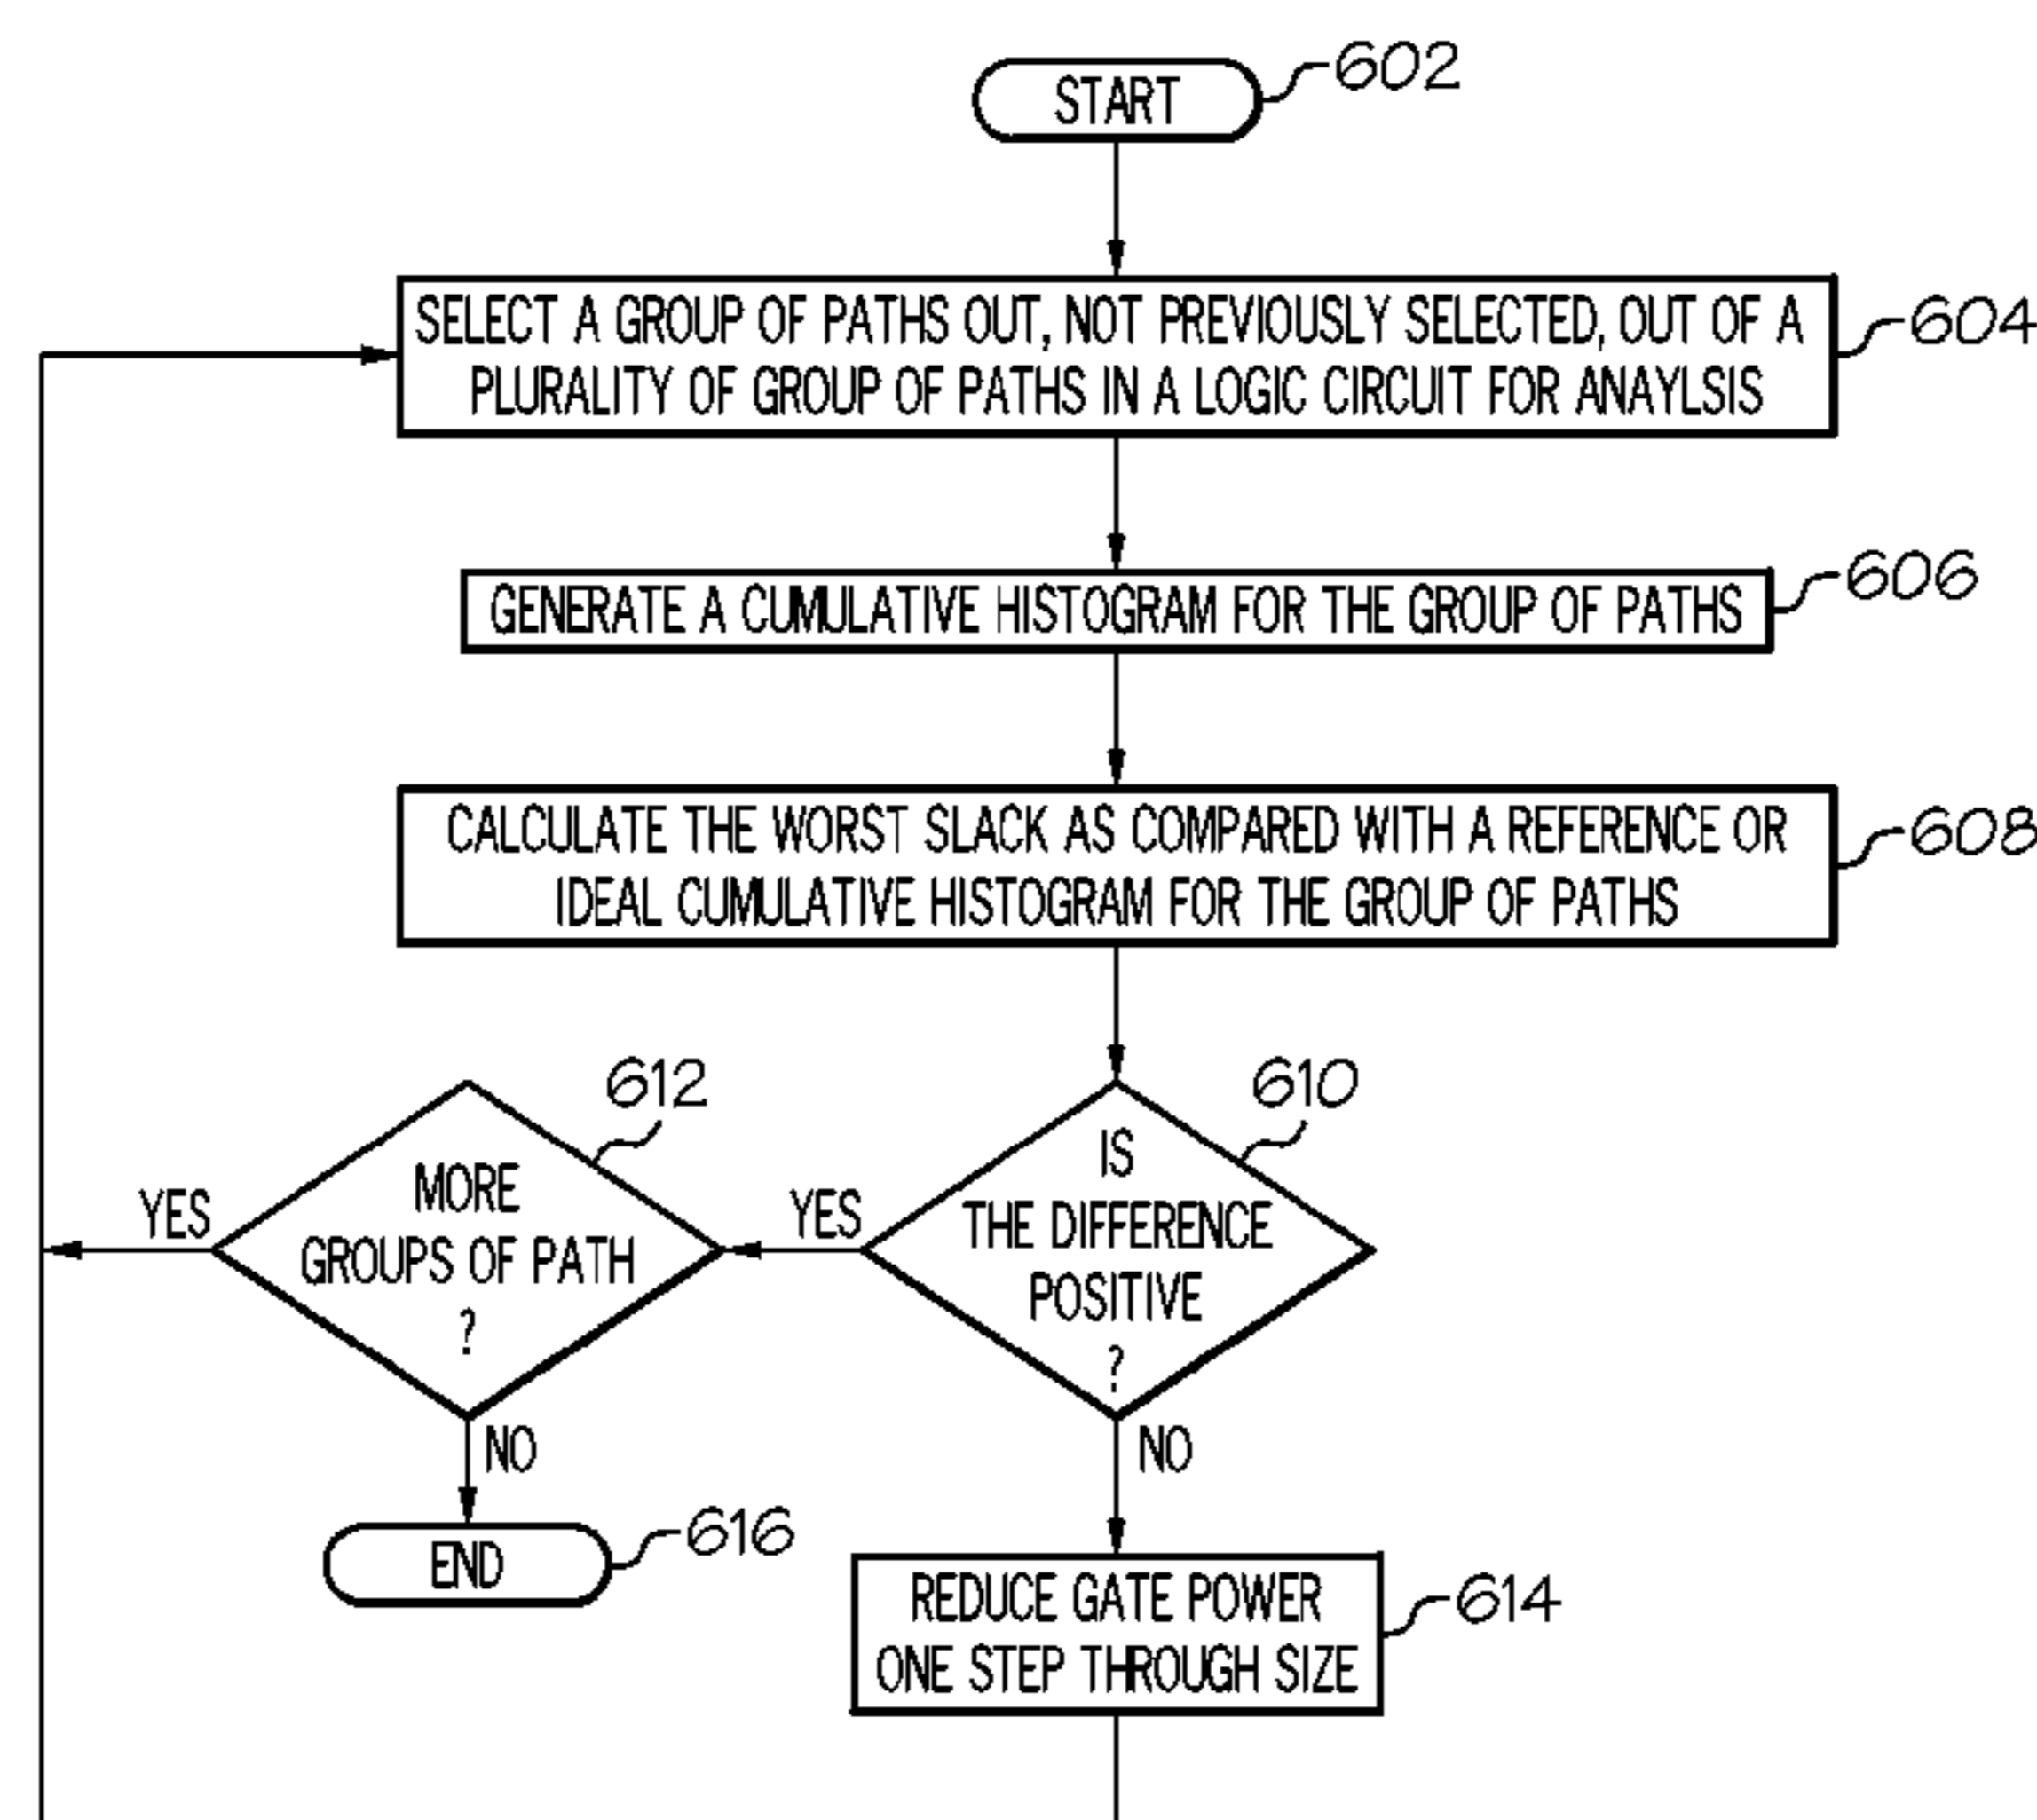 START
602
SELECT A GROUP OF PATHS OUT, NOT PREVIOUSLY SELECTED, OUT OF A
PLURALITY OF GROUP OF PATHS IN A LOGIC CIRCUIT FOR ANAYLSIS
604
GENERATE A CUMULATIVE HISTOGRAM FOR THE GROUP OF PATHS
606
CALCULATE THE WORST SLACK AS COMPARED WITH A REFERENCE OR
IDEAL CUMULATIVE HISTOGRAM FOR THE GROUP OF PATHS
608
IS
THE DIFFERENCE
POSITIVE
?
610
YES
NO
MORE
GROUPS OF PATH
?
612
YES
NO
END
616
REDUCE GATE POWER
ONE STEP THROUGH SIZE
614